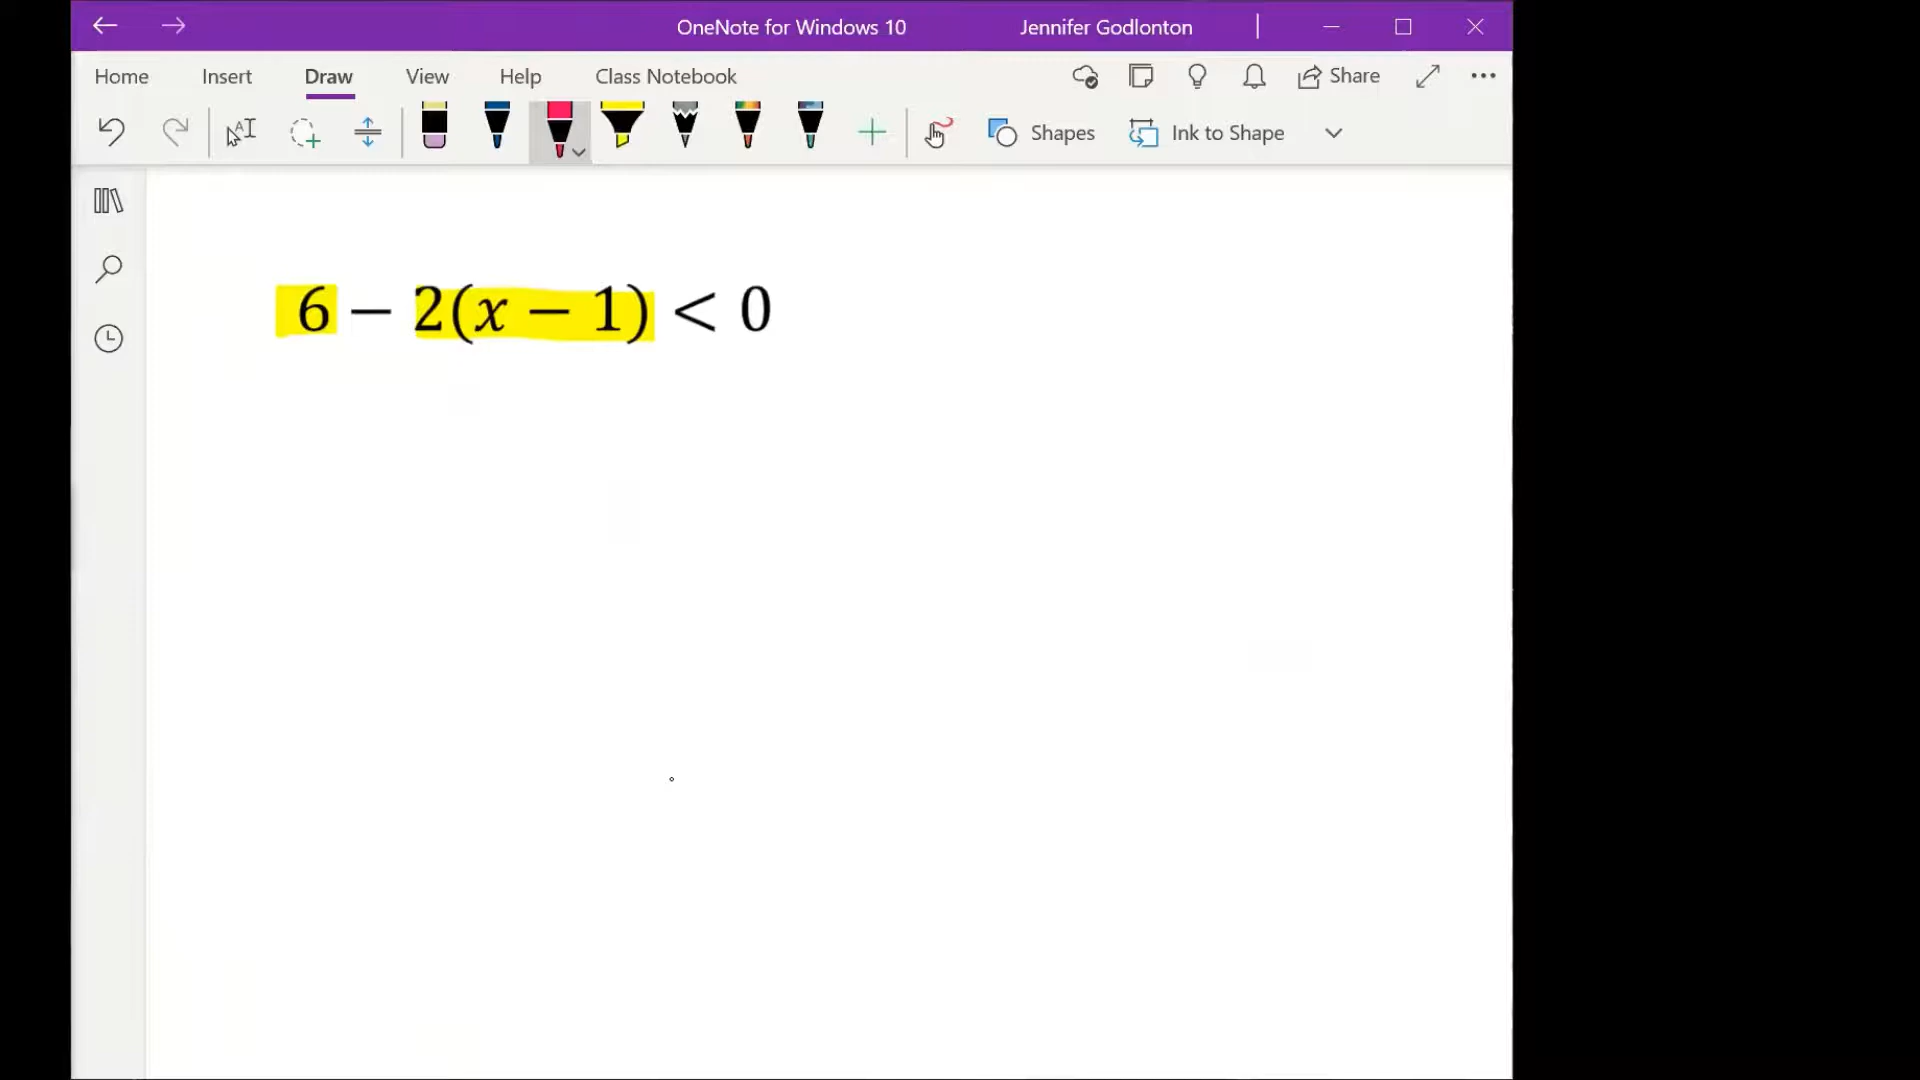 OneNote for Windows 10 Jennifer Godlonton
Home Insert Draw View Help Class Notebook Share
Shapes Ink to Shape
6 − 2(x − 1) < 0